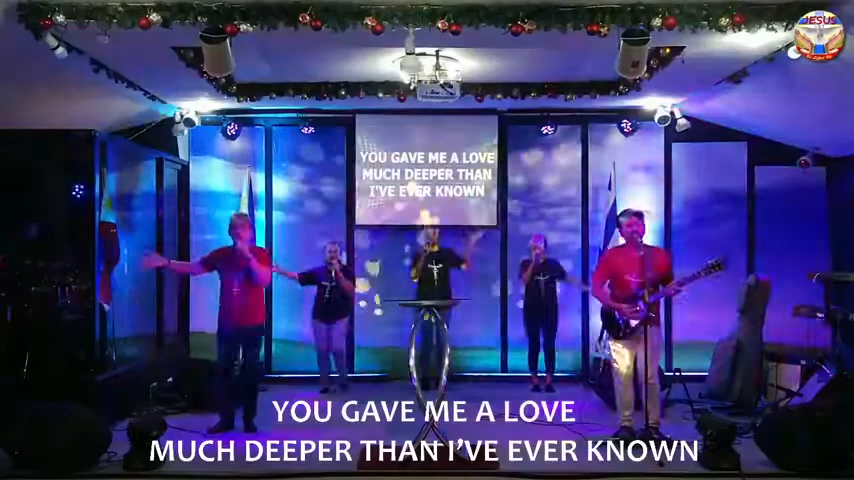 JESUS
YOU GAVE ME A LOVE
MUCH DEEPER THAN
I'VE EVER KNOWN
YOU GAVE ME A LOVE
MUCH DEEPER THAN I'VE EVER KNOWN